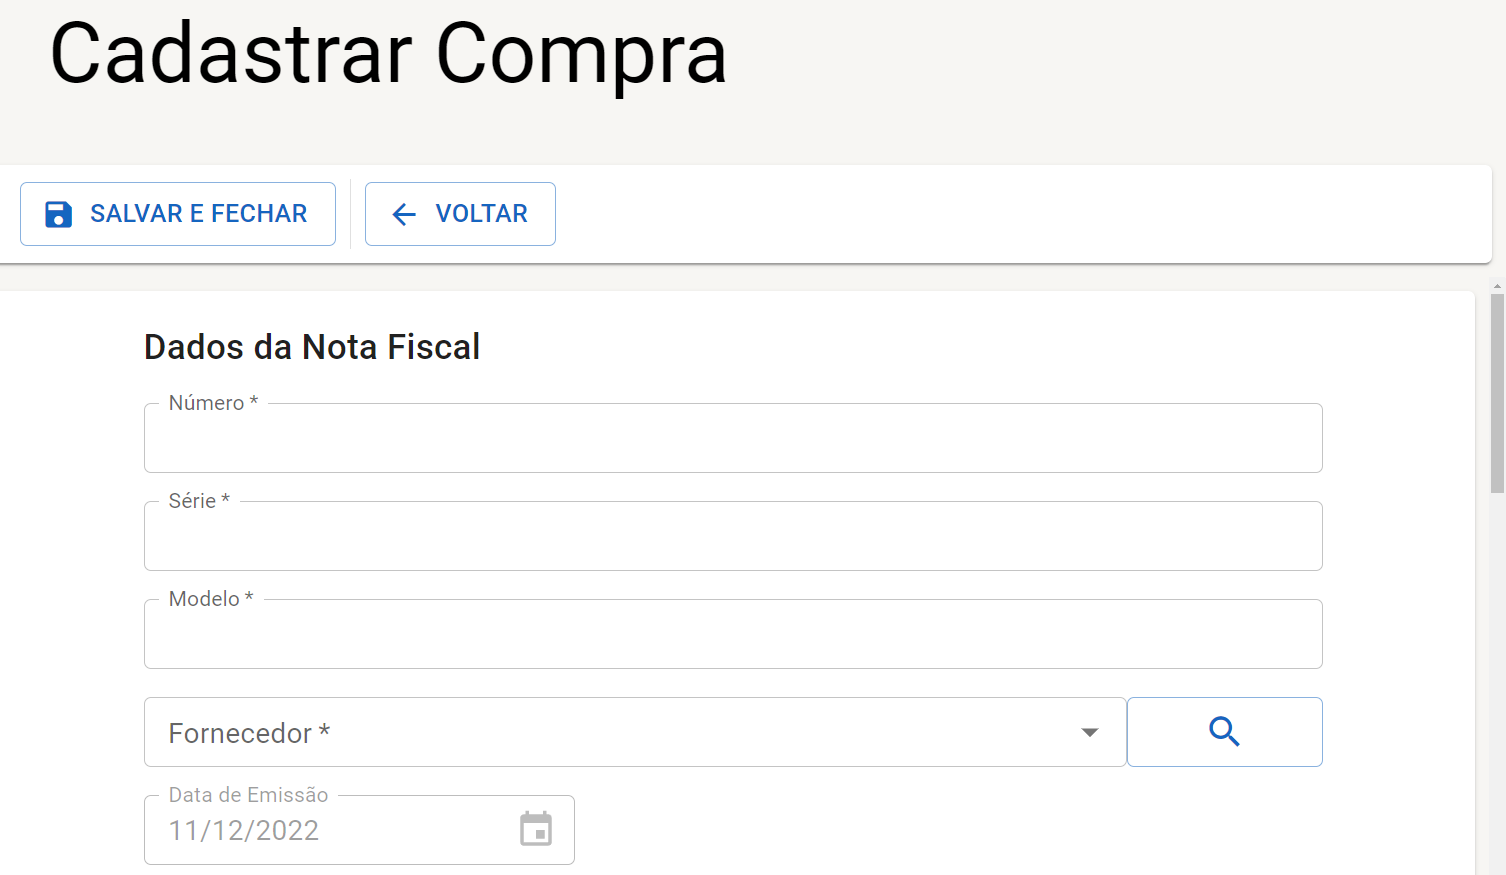 Cadastrar Compra
SALVAR E FECHAR
VOLTAR
Dados da Nota Fiscal
Número *
Série *
Modelo *
Fornecedor *
Data de Emissão
11/12/2022